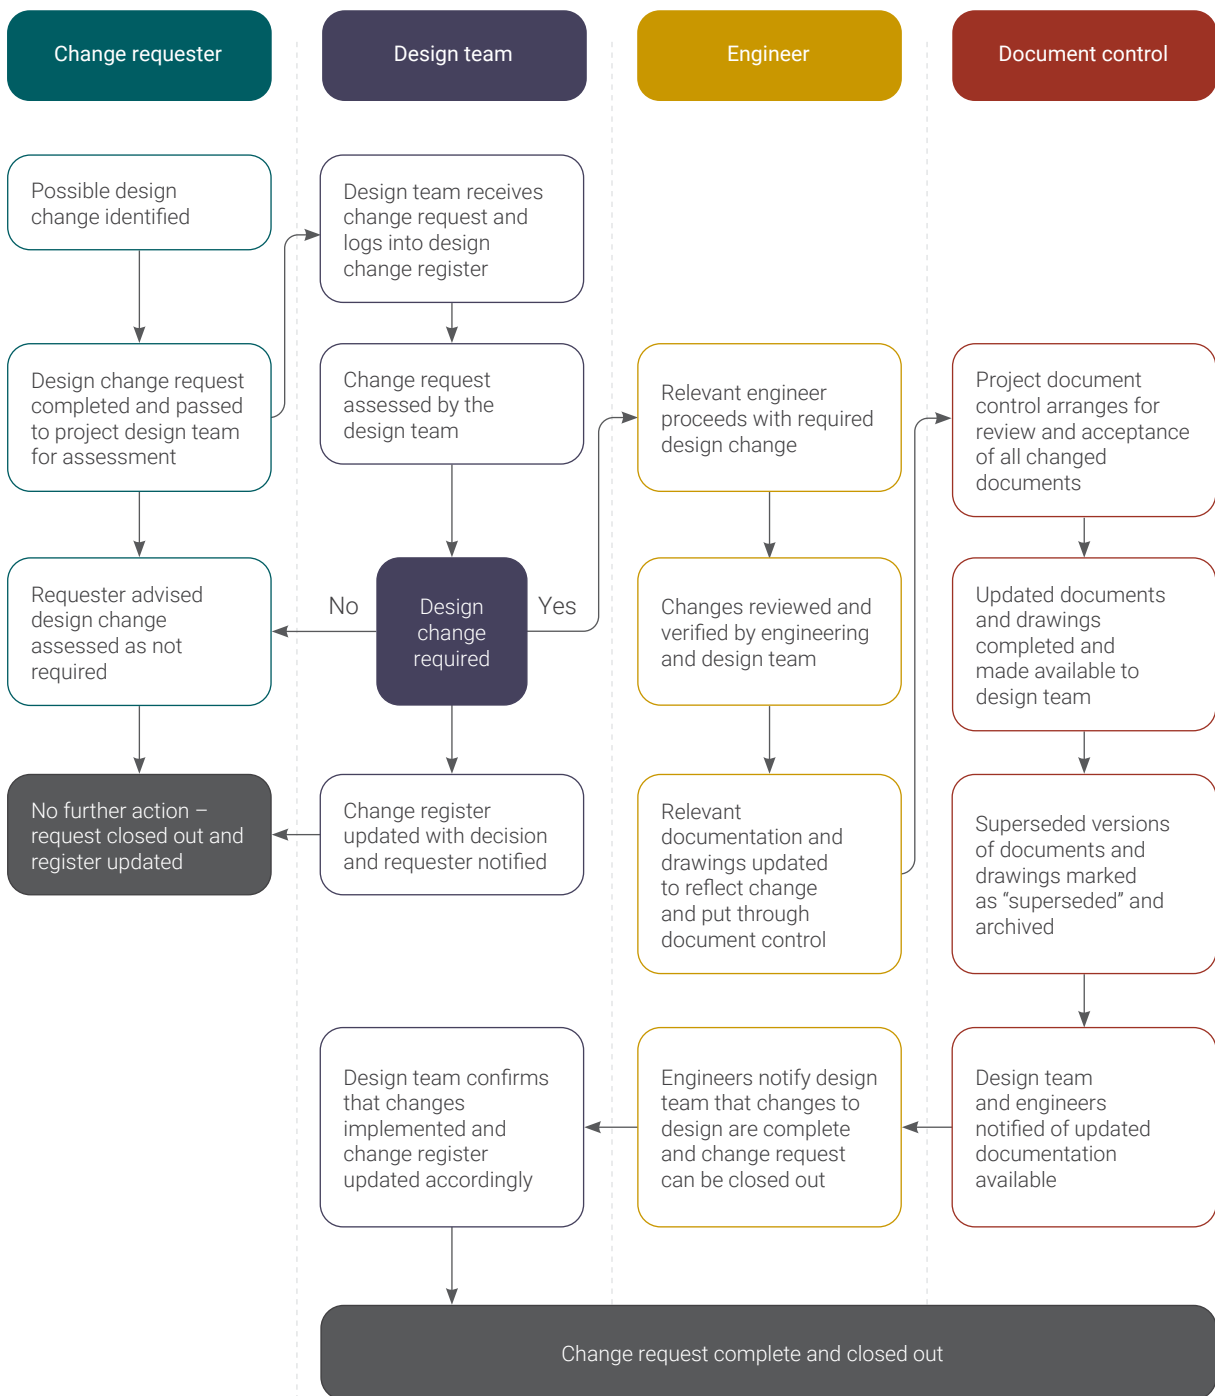 Change requester
Design team
Engineer
Document control
Possible design
change identified
Design change request
completed and passed
to project design team
for assessment
Requester advised
design change
assessed as not
required
No further action –
request closed out and
register updated
Design team receives
change request and
logs into design
change register
Change request
assessed by the
design team
No
Design
change
required
Yes
Change register
updated with decision
and requester notified
Relevant engineer
proceeds with required
design change
Changes reviewed and
verified by engineering
and design team
Relevant
documentation and
drawings updated
to reflect change
and put through
document control
Project document
control arranges for
review and acceptance
of all changed
documents
Updated documents
and drawings
completed and
made available to
design team
Superseded versions
of documents and
drawings marked
as “superseded” and
archived
Design team
and engineers
notified of updated
documentation
available
Engineers notify design
team that changes to
design are complete
and change request
can be closed out
Design team confirms
that changes
implemented and
change register
updated accordingly
Change request complete and closed out